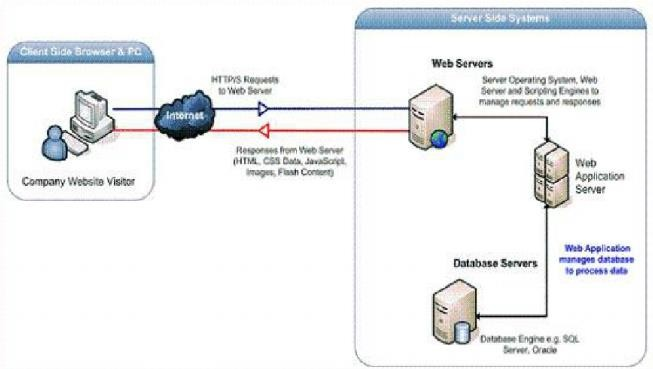 Client Side Browser & PC
Company Website Visitor
Internet
HTTP/S Requests
to Web Server
Responses from Web Server
(HTML, CSS Data, JavaScript,
Images, Flash Content)
Server Side Systems
Web Servers
Server Operating System, Web
Server and Scripting Engines to
manage requests and responses
Web
Application
Server
Web Application
manages database
to process data
Database Servers
Database Engine e.g. SQL
Server, Oracle